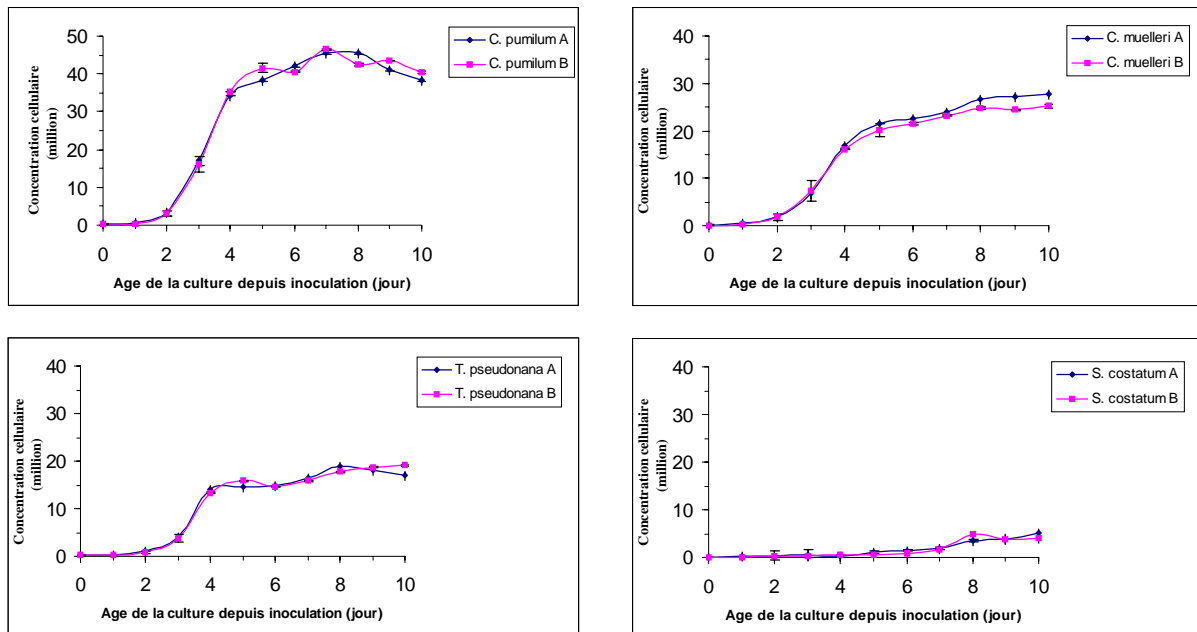 Concentration cellulaire
(million)
50
40
30
20
10
0
0 2 4 6 8 10
Age de la culture depuis inoculation (jour)
C. pumilum A
C. pumilum B
Concentration cellulaire
(million)
40
30
20
10
0
0 2 4 6 8 10
Age de la culture depuis inoculation (jour)
C. muelleri A
C. muelleri B
Concentration cellulaire
(million)
40
30
20
10
0
0 2 4 6 8 10
Age de la culture depuis inoculation (jour)
T. pseudonana A
T. pseudonana B
Concentration cellulaire
(million)
40
30
20
10
0
0 2 4 6 8 10
Age de la culture depuis inoculation (jour)
S. costatum A
S. costatum B